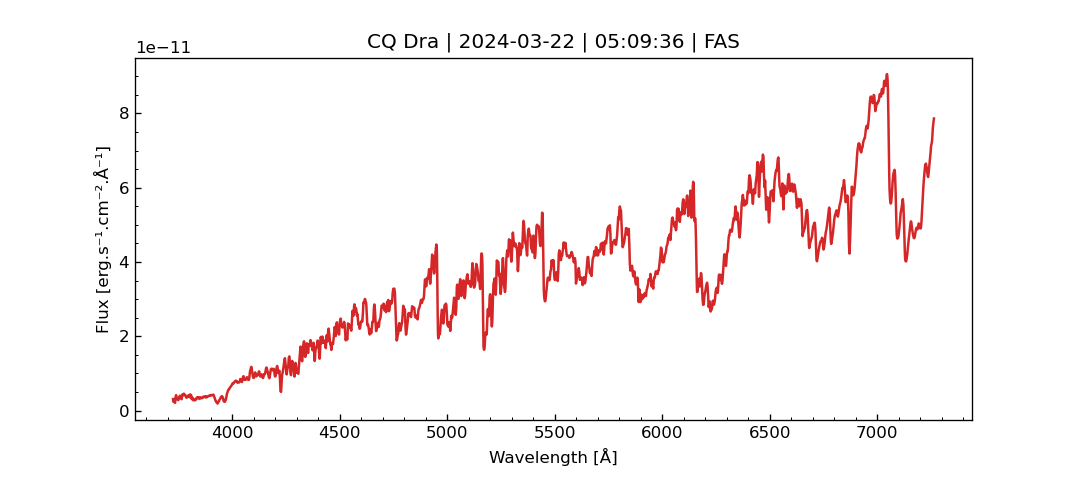 CQ Dra | 2024-03-22 | 05:09:36 | FAS
1e−11
8
6
4
2
0
Flux [erg.s⁻¹.cm⁻².Å⁻¹]
4000 4500 5000 5500 6000 6500 7000
Wavelength [Å]